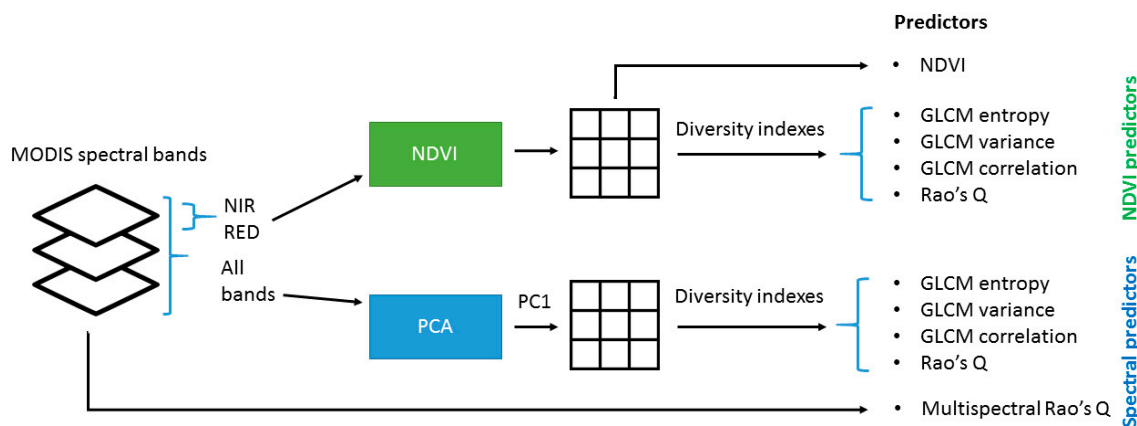 Predictors
• NDVI
Diversity indexes
• GLCM entropy
• GLCM variance
• GLCM correlation
• Rao's Q
NDVI predictors
MODIS spectral bands
NDVI
NIR
RED
All
bands
PCA
PC1
Diversity indexes
• GLCM entropy
• GLCM variance
• GLCM correlation
• Rao's Q
• Multispectral Rao's Q
Spectral predictors